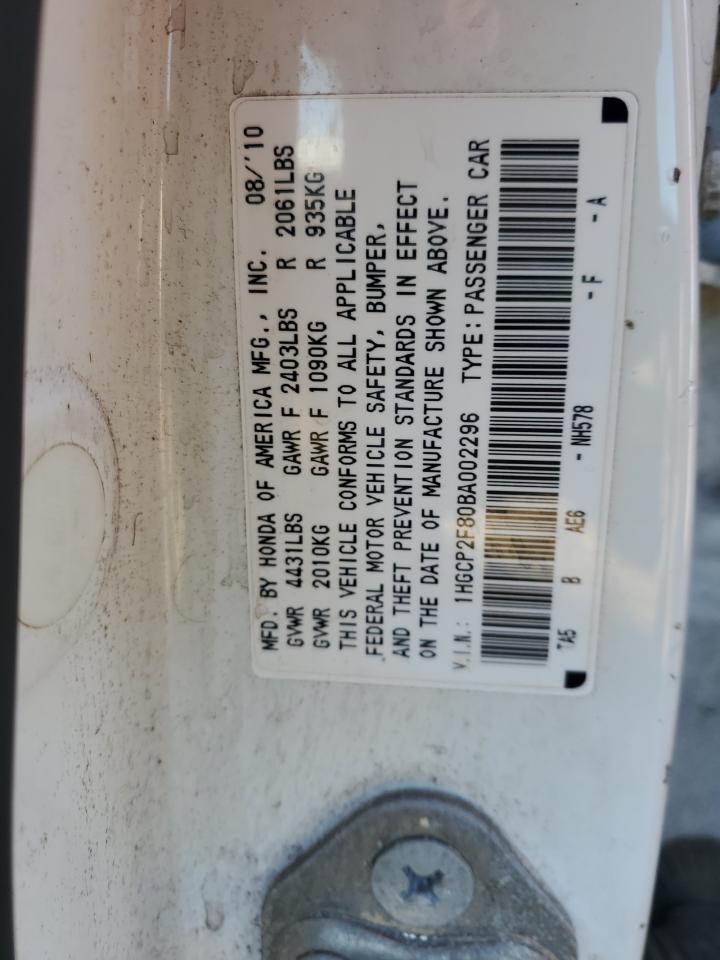 MFD. BY HONDA OF AMERICA MFG., INC. 08/'10
GVWR 4431LBS GAWR F 2403LBS R 2061LBS
GVWR 2010KG GAWR F 1090KG R 935KG
THIS VEHICLE CONFORMS TO ALL APPLICABLE
FEDERAL MOTOR VEHICLE SAFETY, BUMPER,
AND THEFT PREVENTION STANDARDS IN EFFECT
ON THE DATE OF MANUFACTURE SHOWN ABOVE.
V.I.N.: 1HGCP2F80BA002296 TYPE: PASSENGER CAR
TA5 B AE6 - NH578 - F - A